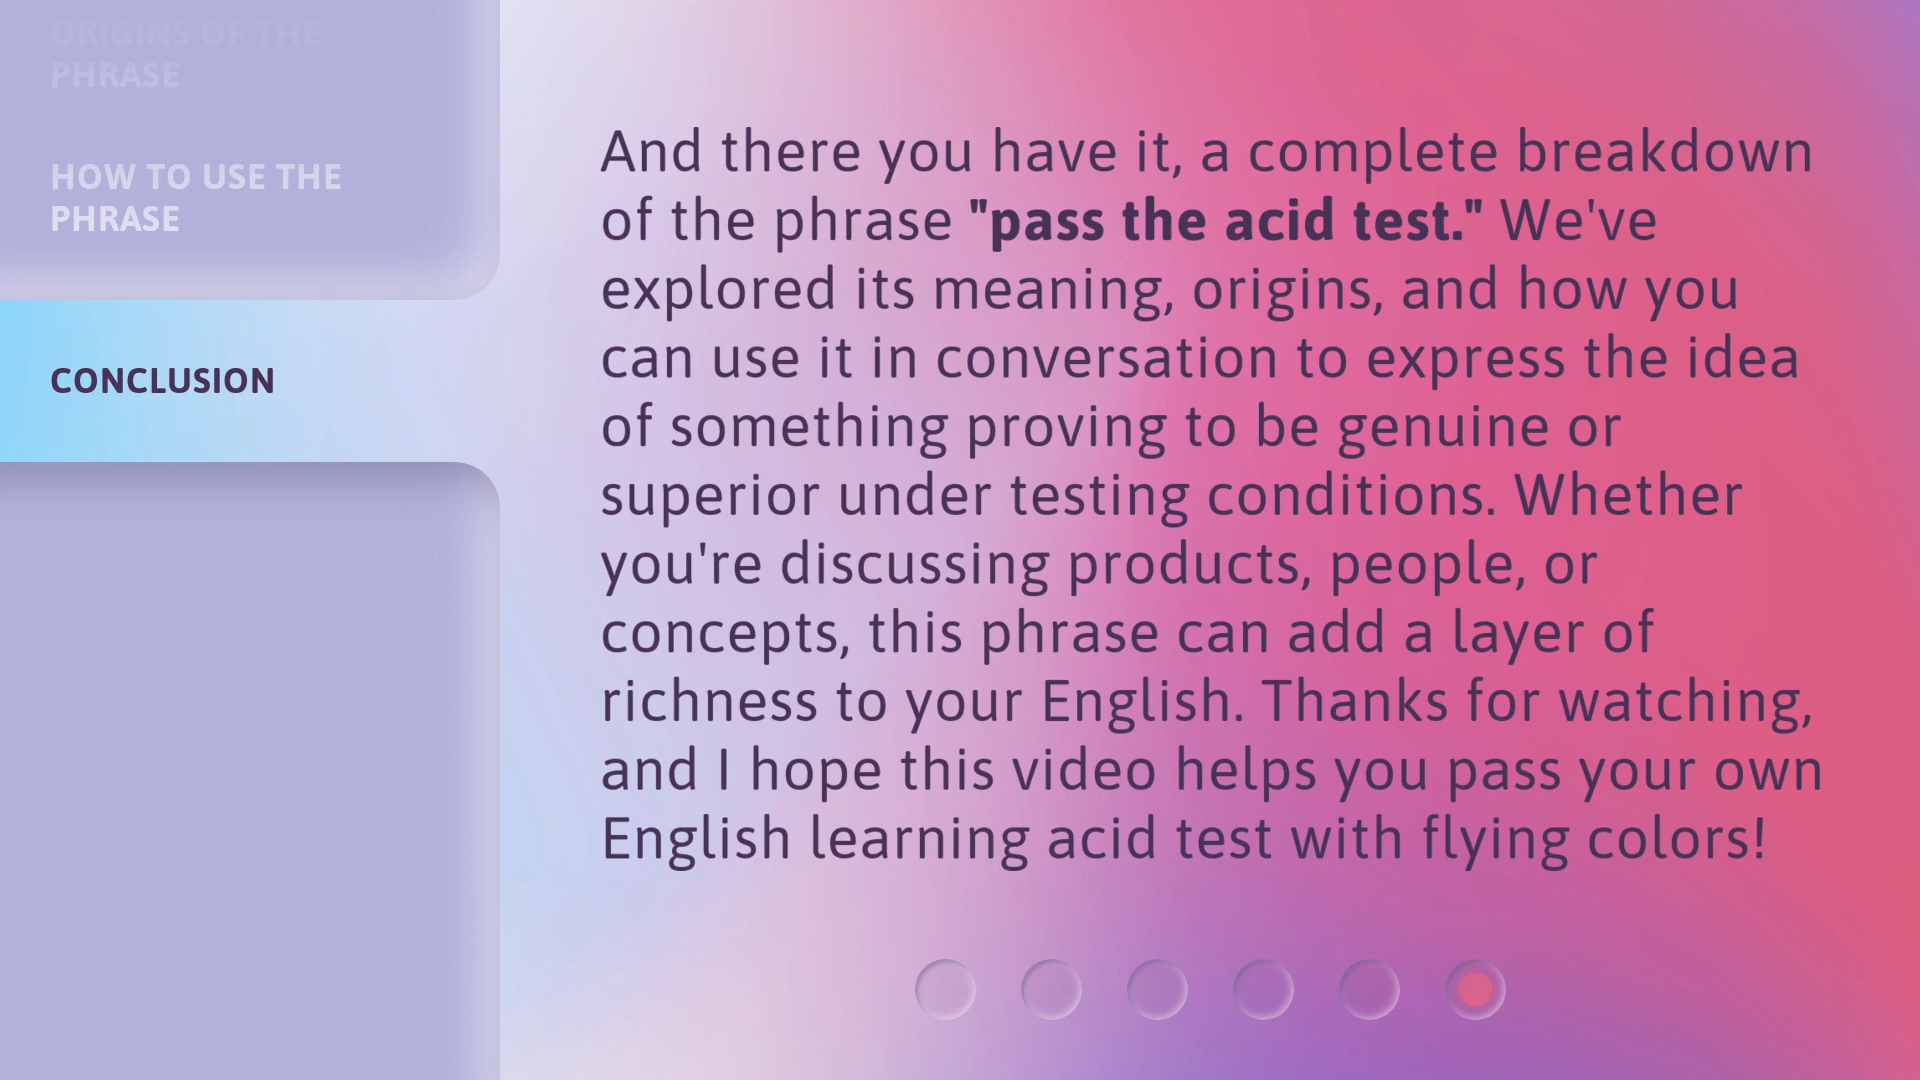 ORIGINS OF THE
PHRASE
HOW TO USE THE
PHRASE
CONCLUSION
And there you have it, a complete breakdown
of the phrase "pass the acid test." We've
explored its meaning, origins, and how you
can use it in conversation to express the idea
of something proving to be genuine or
superior under testing conditions. Whether
you're discussing products, people, or
concepts, this phrase can add a layer of
richness to your English. Thanks for watching,
and I hope this video helps you pass your own
English learning acid test with flying colors!